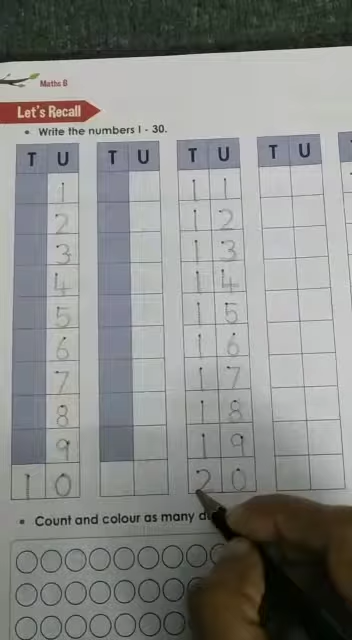 Maths B
Let's Recall
• Write the numbers 1 - 30.
T U T U T U T U
1 1 1
2 1 2
3 1 3
4 1 4
5 1 5
6 1 6
7 1 7
8 1 8
9 1 9
1 0 2 0
• Count and colour as many